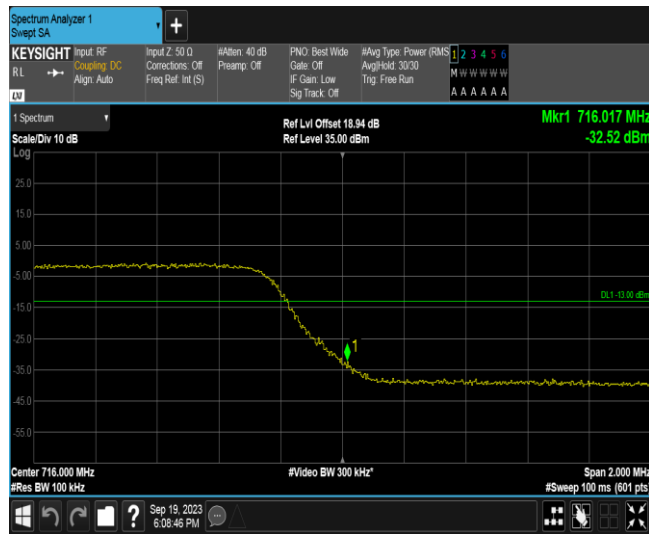 Spectrum Analyzer 1
Swept SA
+
KEYSIGHT
RL
LXI
Input: RF
Coupling: DC
Align: Auto
Input Z: 50 Ω
Corrections: Off
Freq Ref: Int (S)
#Atten: 40 dB
Preamp: Off
PNO: Best Wide
Gate: Off
IF Gain: Low
Sig Track: Off
#Avg Type: Power (RMS
Avg|Hold: 30/30
Trig: Free Run
1 2 3 4 5 6
M W W W W W
A A A A A A
1 Spectrum
Scale/Div 10 dB
Log
Ref Lvl Offset 18.94 dB
Ref Level 35.00 dBm
Mkr1 716.017 MHz
-32.52 dBm
25.0
15.0
5.00
-5.00
-15.0
-25.0
-35.0
-45.0
-55.0
DL1 -13.00 dBm
1
Center 716.000 MHz
#Res BW 100 kHz
#Video BW 300 kHz*
Span 2.000 MHz
#Sweep 100 ms (601 pts
?
Sep 19, 2023
6:08:46 PM